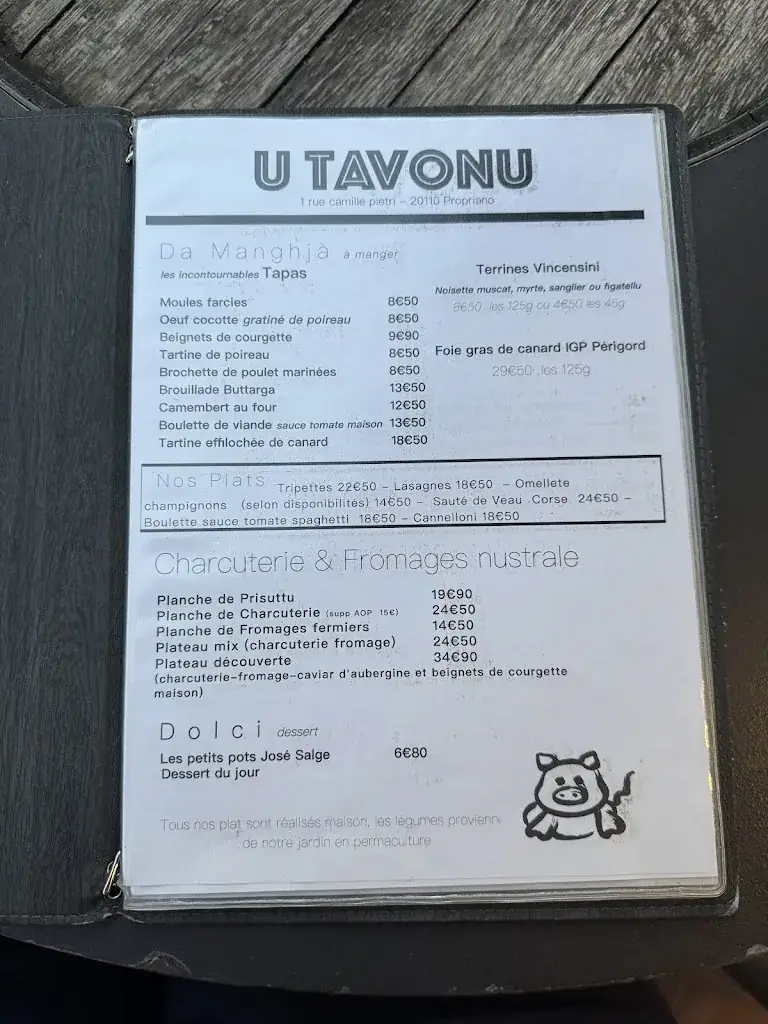 U TAVONU
1 rue camille pietri – 20110 Propriano
Da Manghjà à manger
les incontournables Tapas
Moules farcies 8€50
Oeuf cocotte gratiné de poireau 8€50
Beignets de courgette 9€90
Tartine de poireau 8€50
Brochette de poulet marinées 8€50
Brouillade Buttarga 13€50
Camembert au four 12€50
Boulette de viande sauce tomate maison 13€50
Tartine effilochée de canard 18€50
Terrines Vincensini
Noisette muscat, myrte, sanglier ou figatellu
8€50 les 125g ou 4€50 les 45g
Foie gras de canard IGP Périgord
29€50 les 125g
Nos Plats Tripettes 22€50 – Lasagnes 18€50 – Omellete
champignons (selon disponibilités) 14€50 – Sauté de Veau Corse 24€50 –
Boulette sauce tomate spaghetti 18€50 – Cannelloni 18€50
Charcuterie & Fromages nustrale
Planche de Prisuttu 19€90
Planche de Charcuterie (supp AOP 15€) 24€50
Planche de Fromages fermiers 14€50
Plateau mix (charcuterie fromage) 24€50
Plateau découverte 34€90
(charcuterie-fromage-caviar d'aubergine et beignets de courgette
maison)
Dolci dessert
Les petits pots José Salge 6€80
Dessert du jour
Tous nos plat sont réalisés maison, les légumes provienn
de notre jardin en permaculture